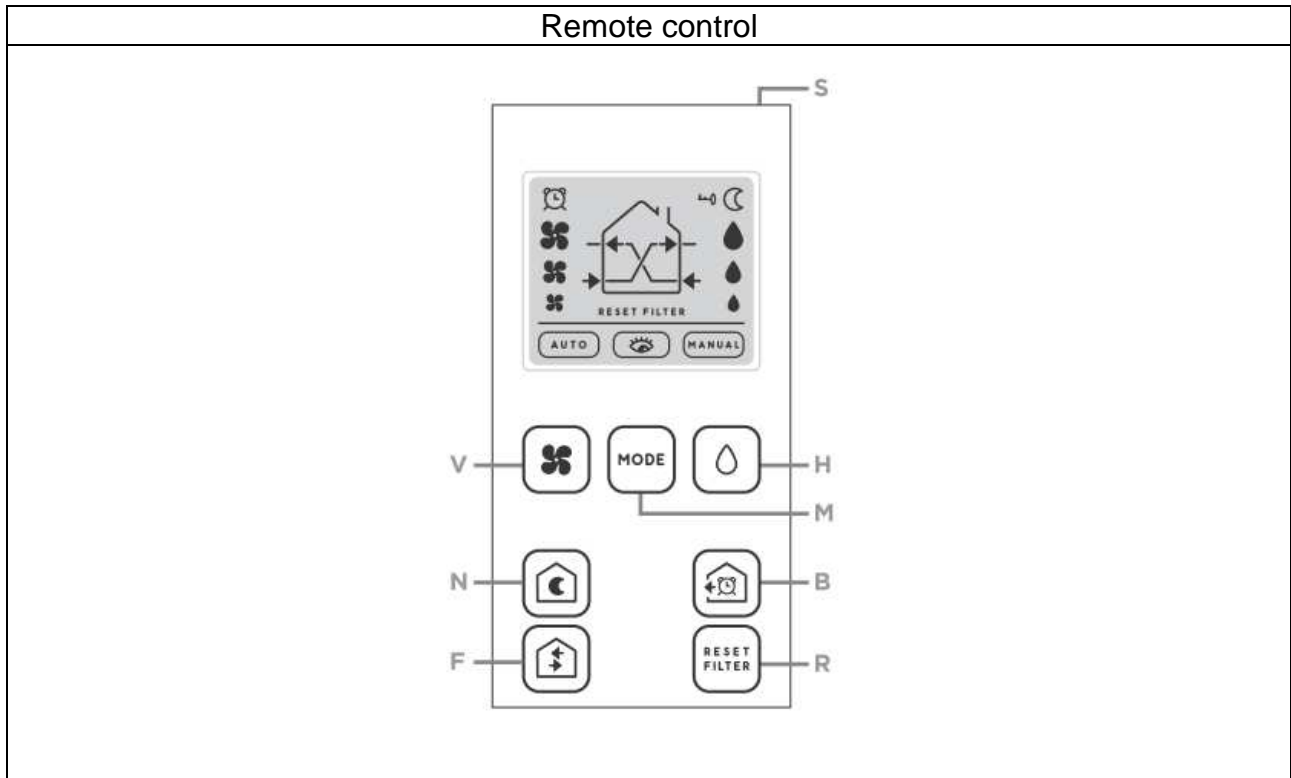 Remote control
S
RESET FILTER
AUTO MANUAL
V MODE H
M
N B
F RESET FILTER R